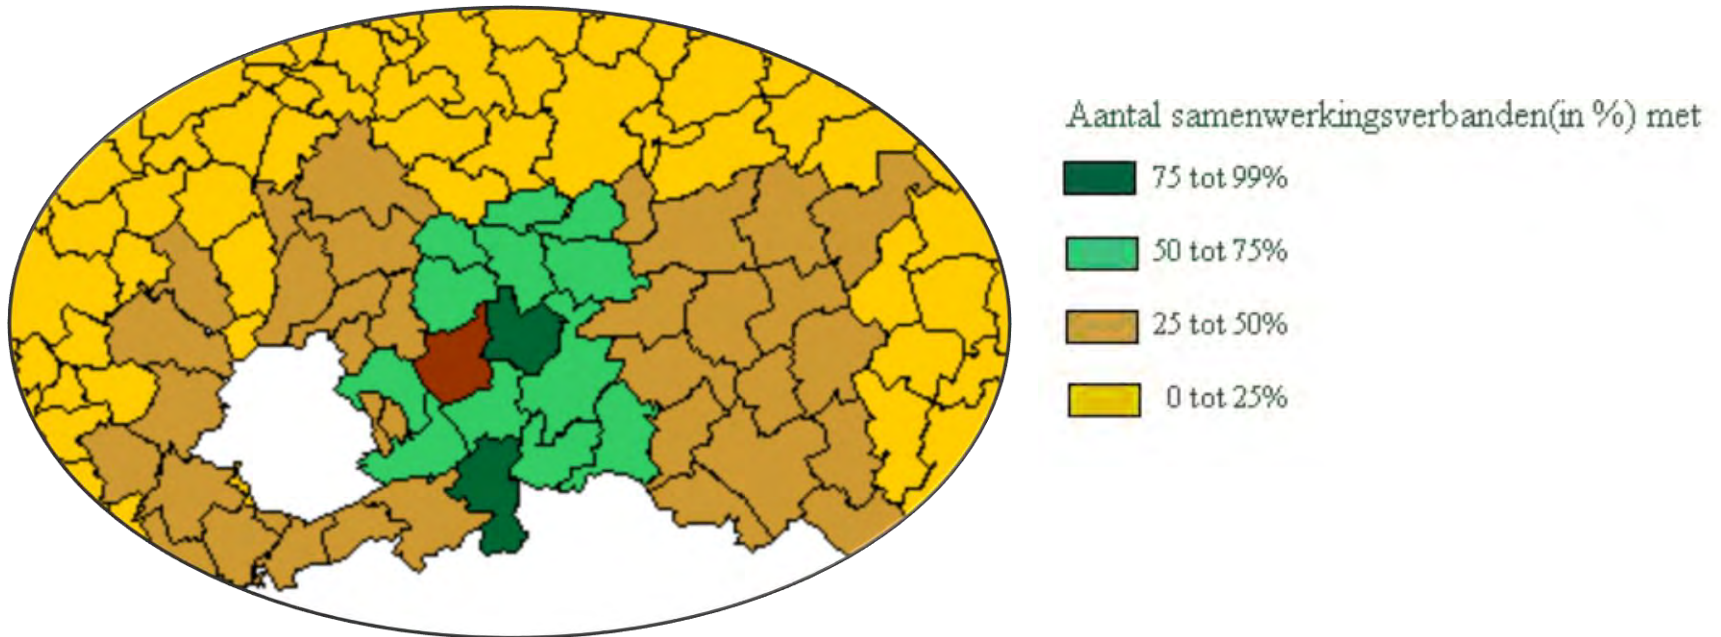 Aantal samenwerkingsverbanden(in %) met
75 tot 99%
50 tot 75%
25 tot 50%
0 tot 25%